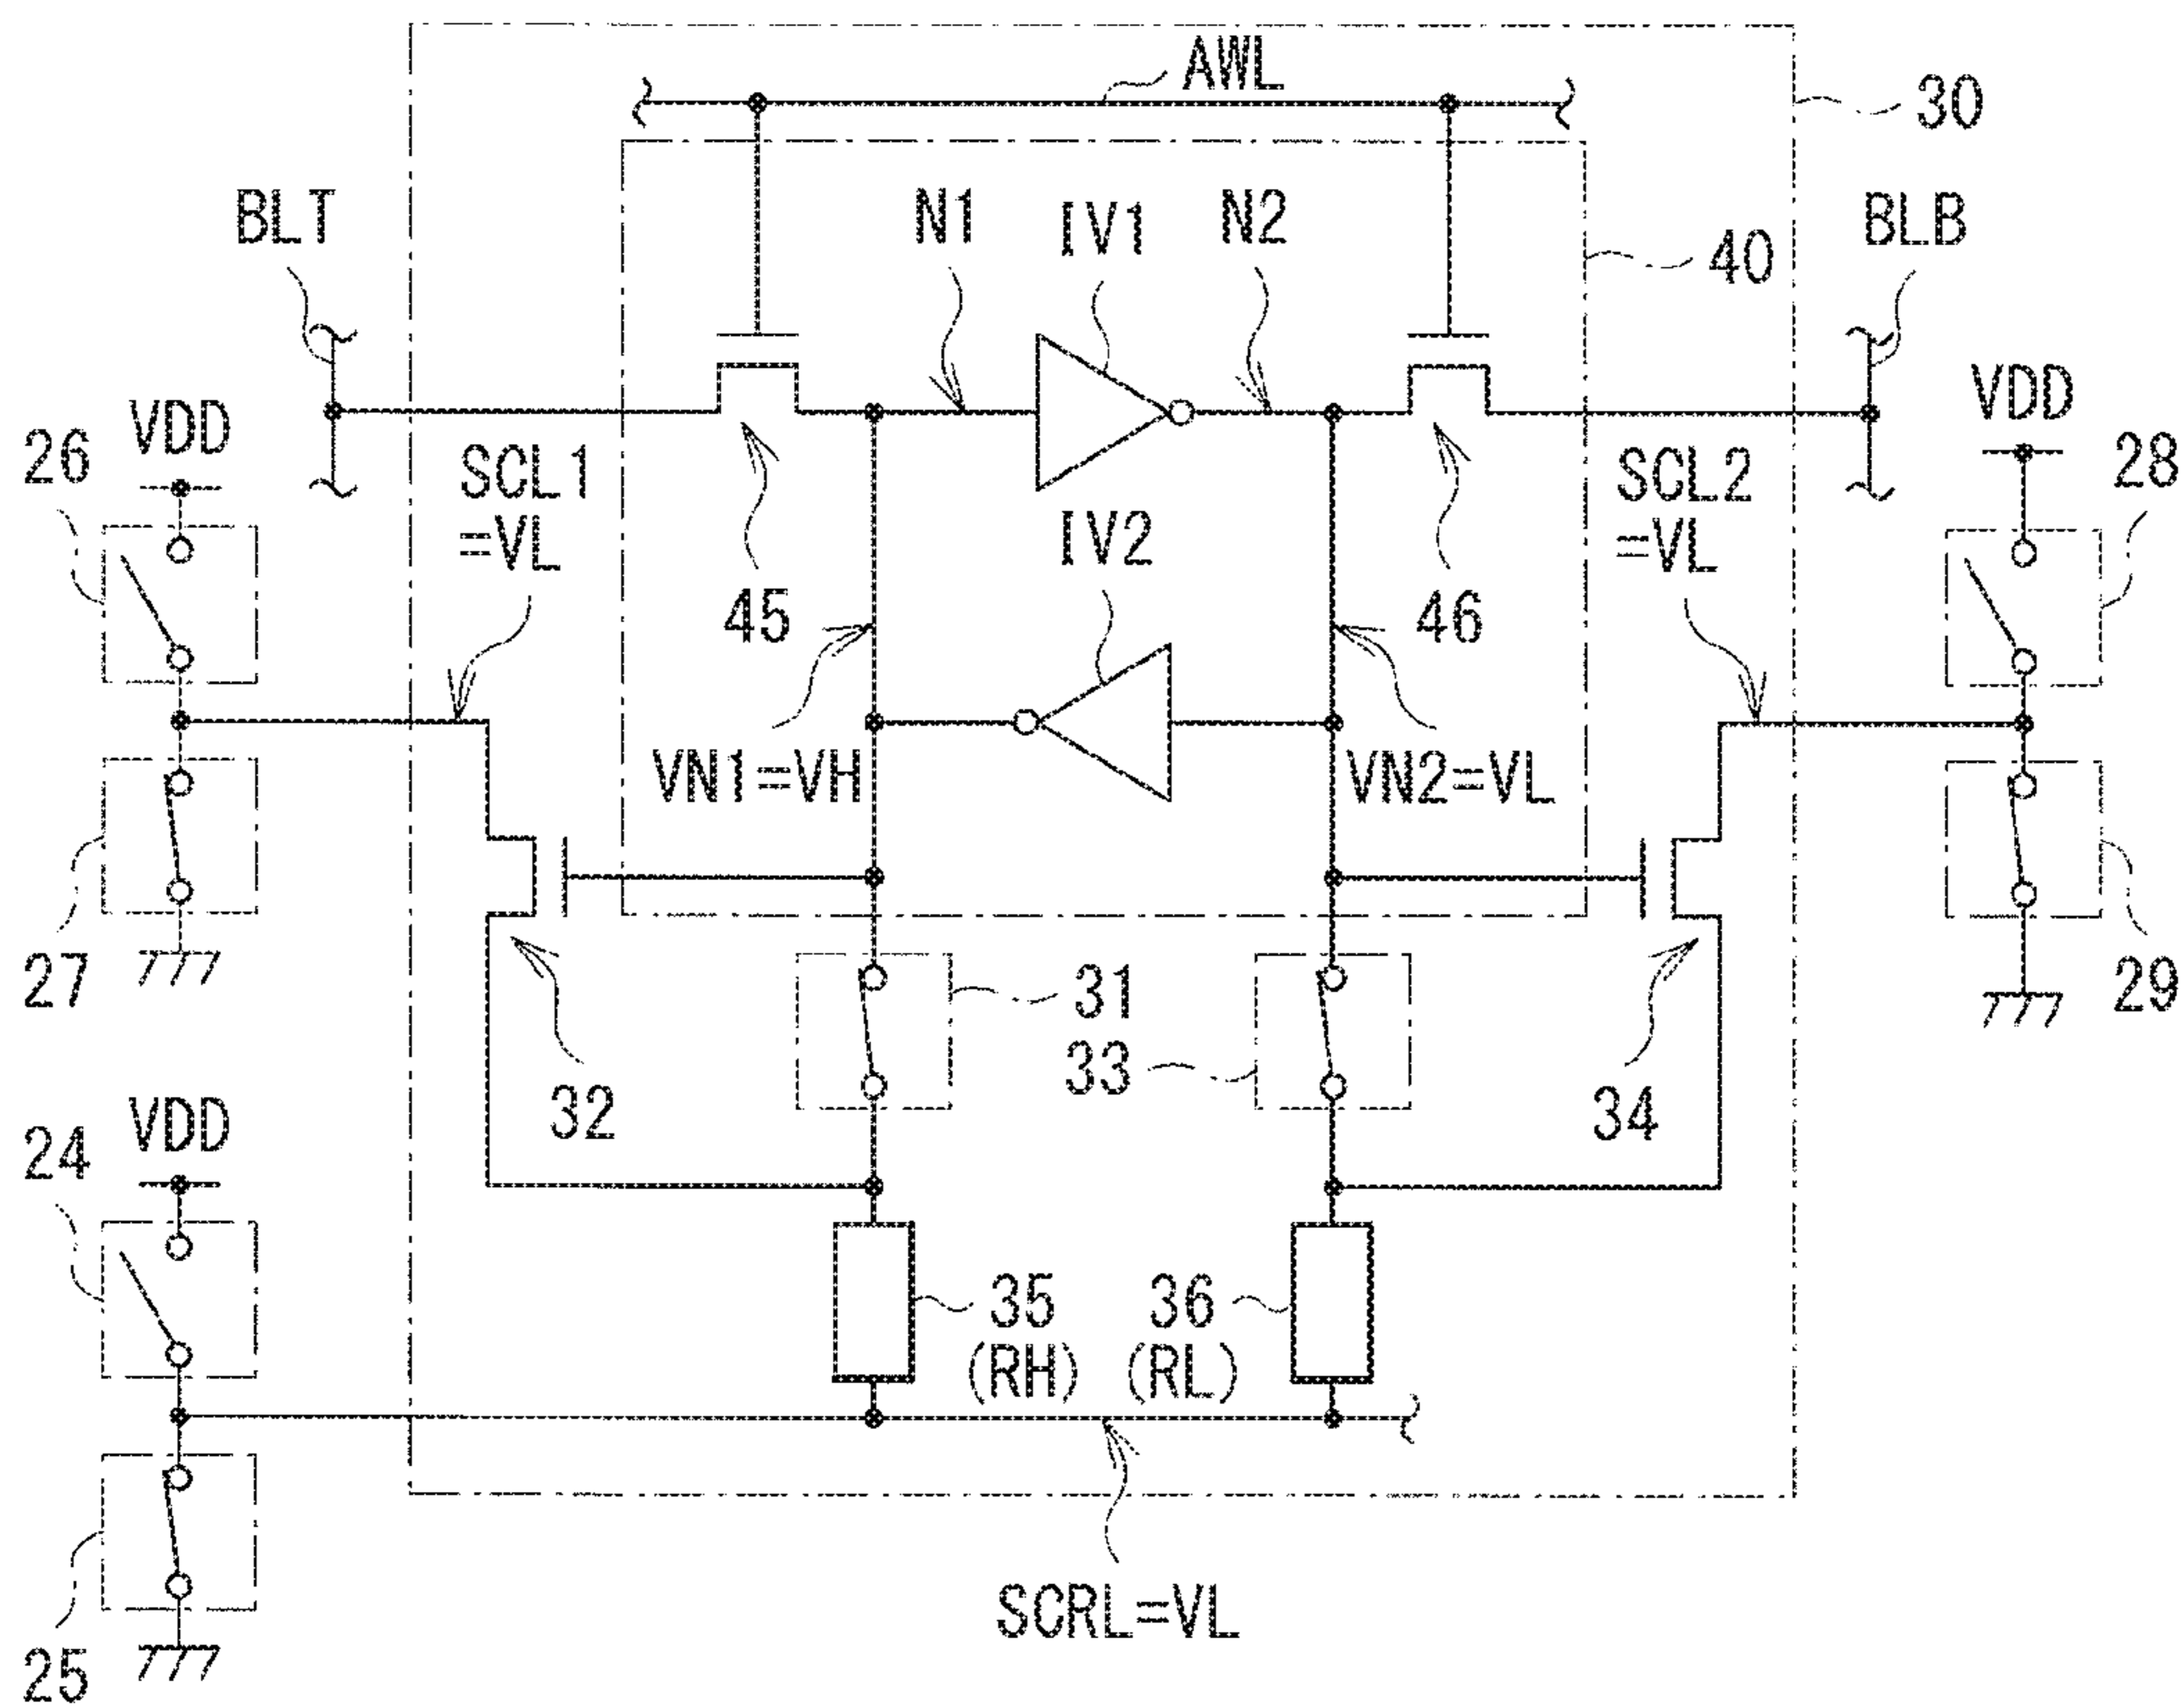 AWL
30
BLT
N1
IV1
N2
BLB
40
VDD
VDD
26
SCL1
=VL
SCL2
=VL
28
IV2
45
46
VN1=VH
VN2=VL
27
31
29
33
32
34
VDD
24
35
(RH)
36
(RL)
SCRL=VL
25